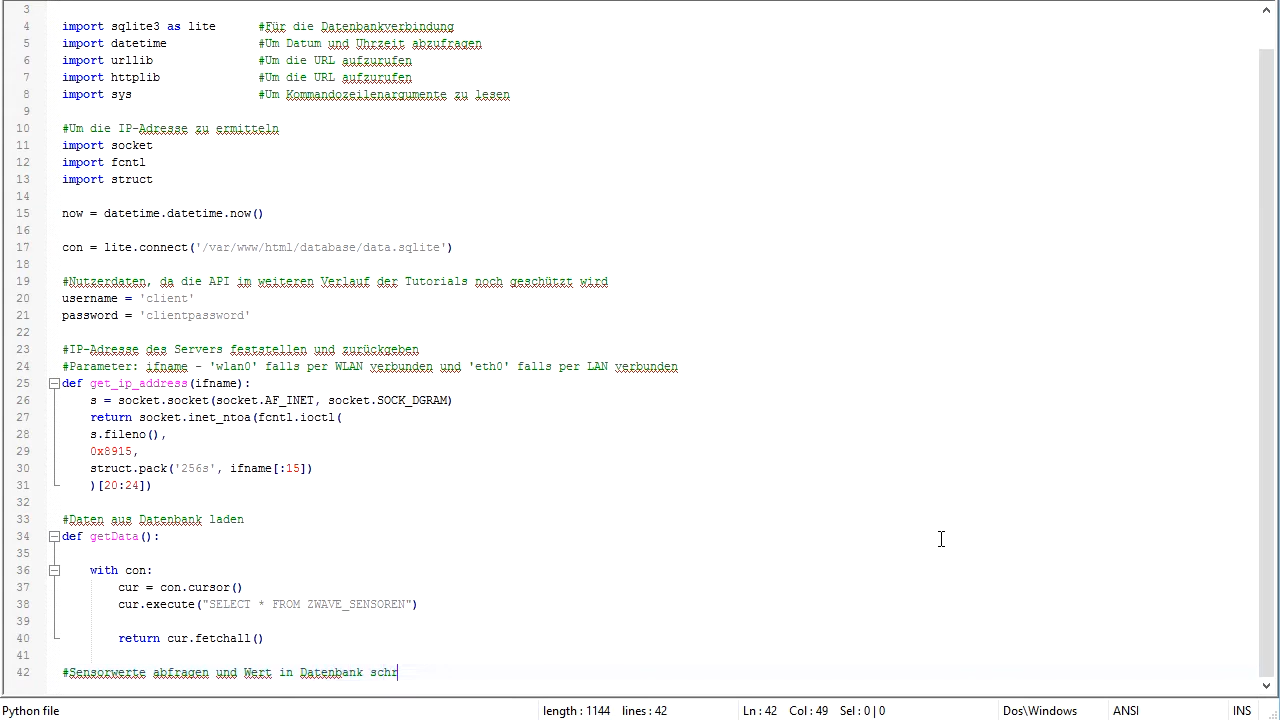 3
4 import sqlite3 as lite #Für die Datenbankverbindung
5 import datetime #Um Datum und Uhrzeit abzufragen
6 import urllib #Um die URL aufzurufen
7 import httplib #Um die URL aufzurufen
8 import sys #Um Kommandozeilenargumente zu lesen
9
10 #Um die IP-Adresse zu ermitteln
11 import socket
12 import fcntl
13 import struct
14
15 now = datetime.datetime.now()
16
17 con = lite.connect('/var/www/html/database/data.sqlite')
18
19 #Nutzerdaten, da die API im weiteren Verlauf der Tutorials noch geschützt wird
20 username = 'client'
21 password = 'clientpassword'
22
23 #IP-Adresse des Servers feststellen und zurückgeben
24 #Parameter: ifname - 'wlan0' falls per WLAN verbunden und 'eth0' falls per LAN verbunden
25 def get_ip_address(ifname):
26 s = socket.socket(socket.AF_INET, socket.SOCK_DGRAM)
27 return socket.inet_ntoa(fcntl.ioctl(
28 s.fileno(),
29 0x8915,
30 struct.pack('256s', ifname[:15])
31 )[20:24])
32
33 #Daten aus Datenbank laden
34 def getData():
35
36 with con:
37 cur = con.cursor()
38 cur.execute("SELECT * FROM ZWAVE_SENSOREN")
39
40 return cur.fetchall()
41
42 #Sensorwerte abfragen und Wert in Datenbank schr
Python file length : 1144 lines : 42 Ln : 42 Col : 49 Sel : 0 | 0 Dos\Windows ANSI INS